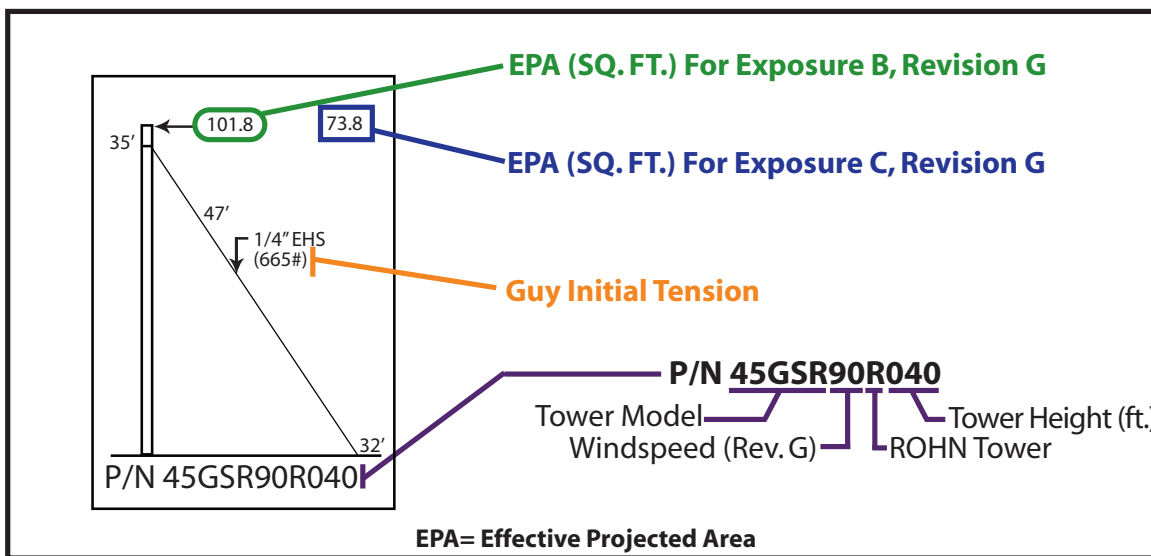 EPA (SQ. FT.) For Exposure B, Revision G
101.8
73.8
35’
EPA (SQ. FT.) For Exposure C, Revision G
47’
1/4” EHS
(665#)
Guy Initial Tension
P/N 45GSR90R040
Tower Model
Tower Height (ft.)
Windspeed (Rev. G)
ROHN Tower
32’
P/N 45GSR90R040
EPA= Effective Projected Area